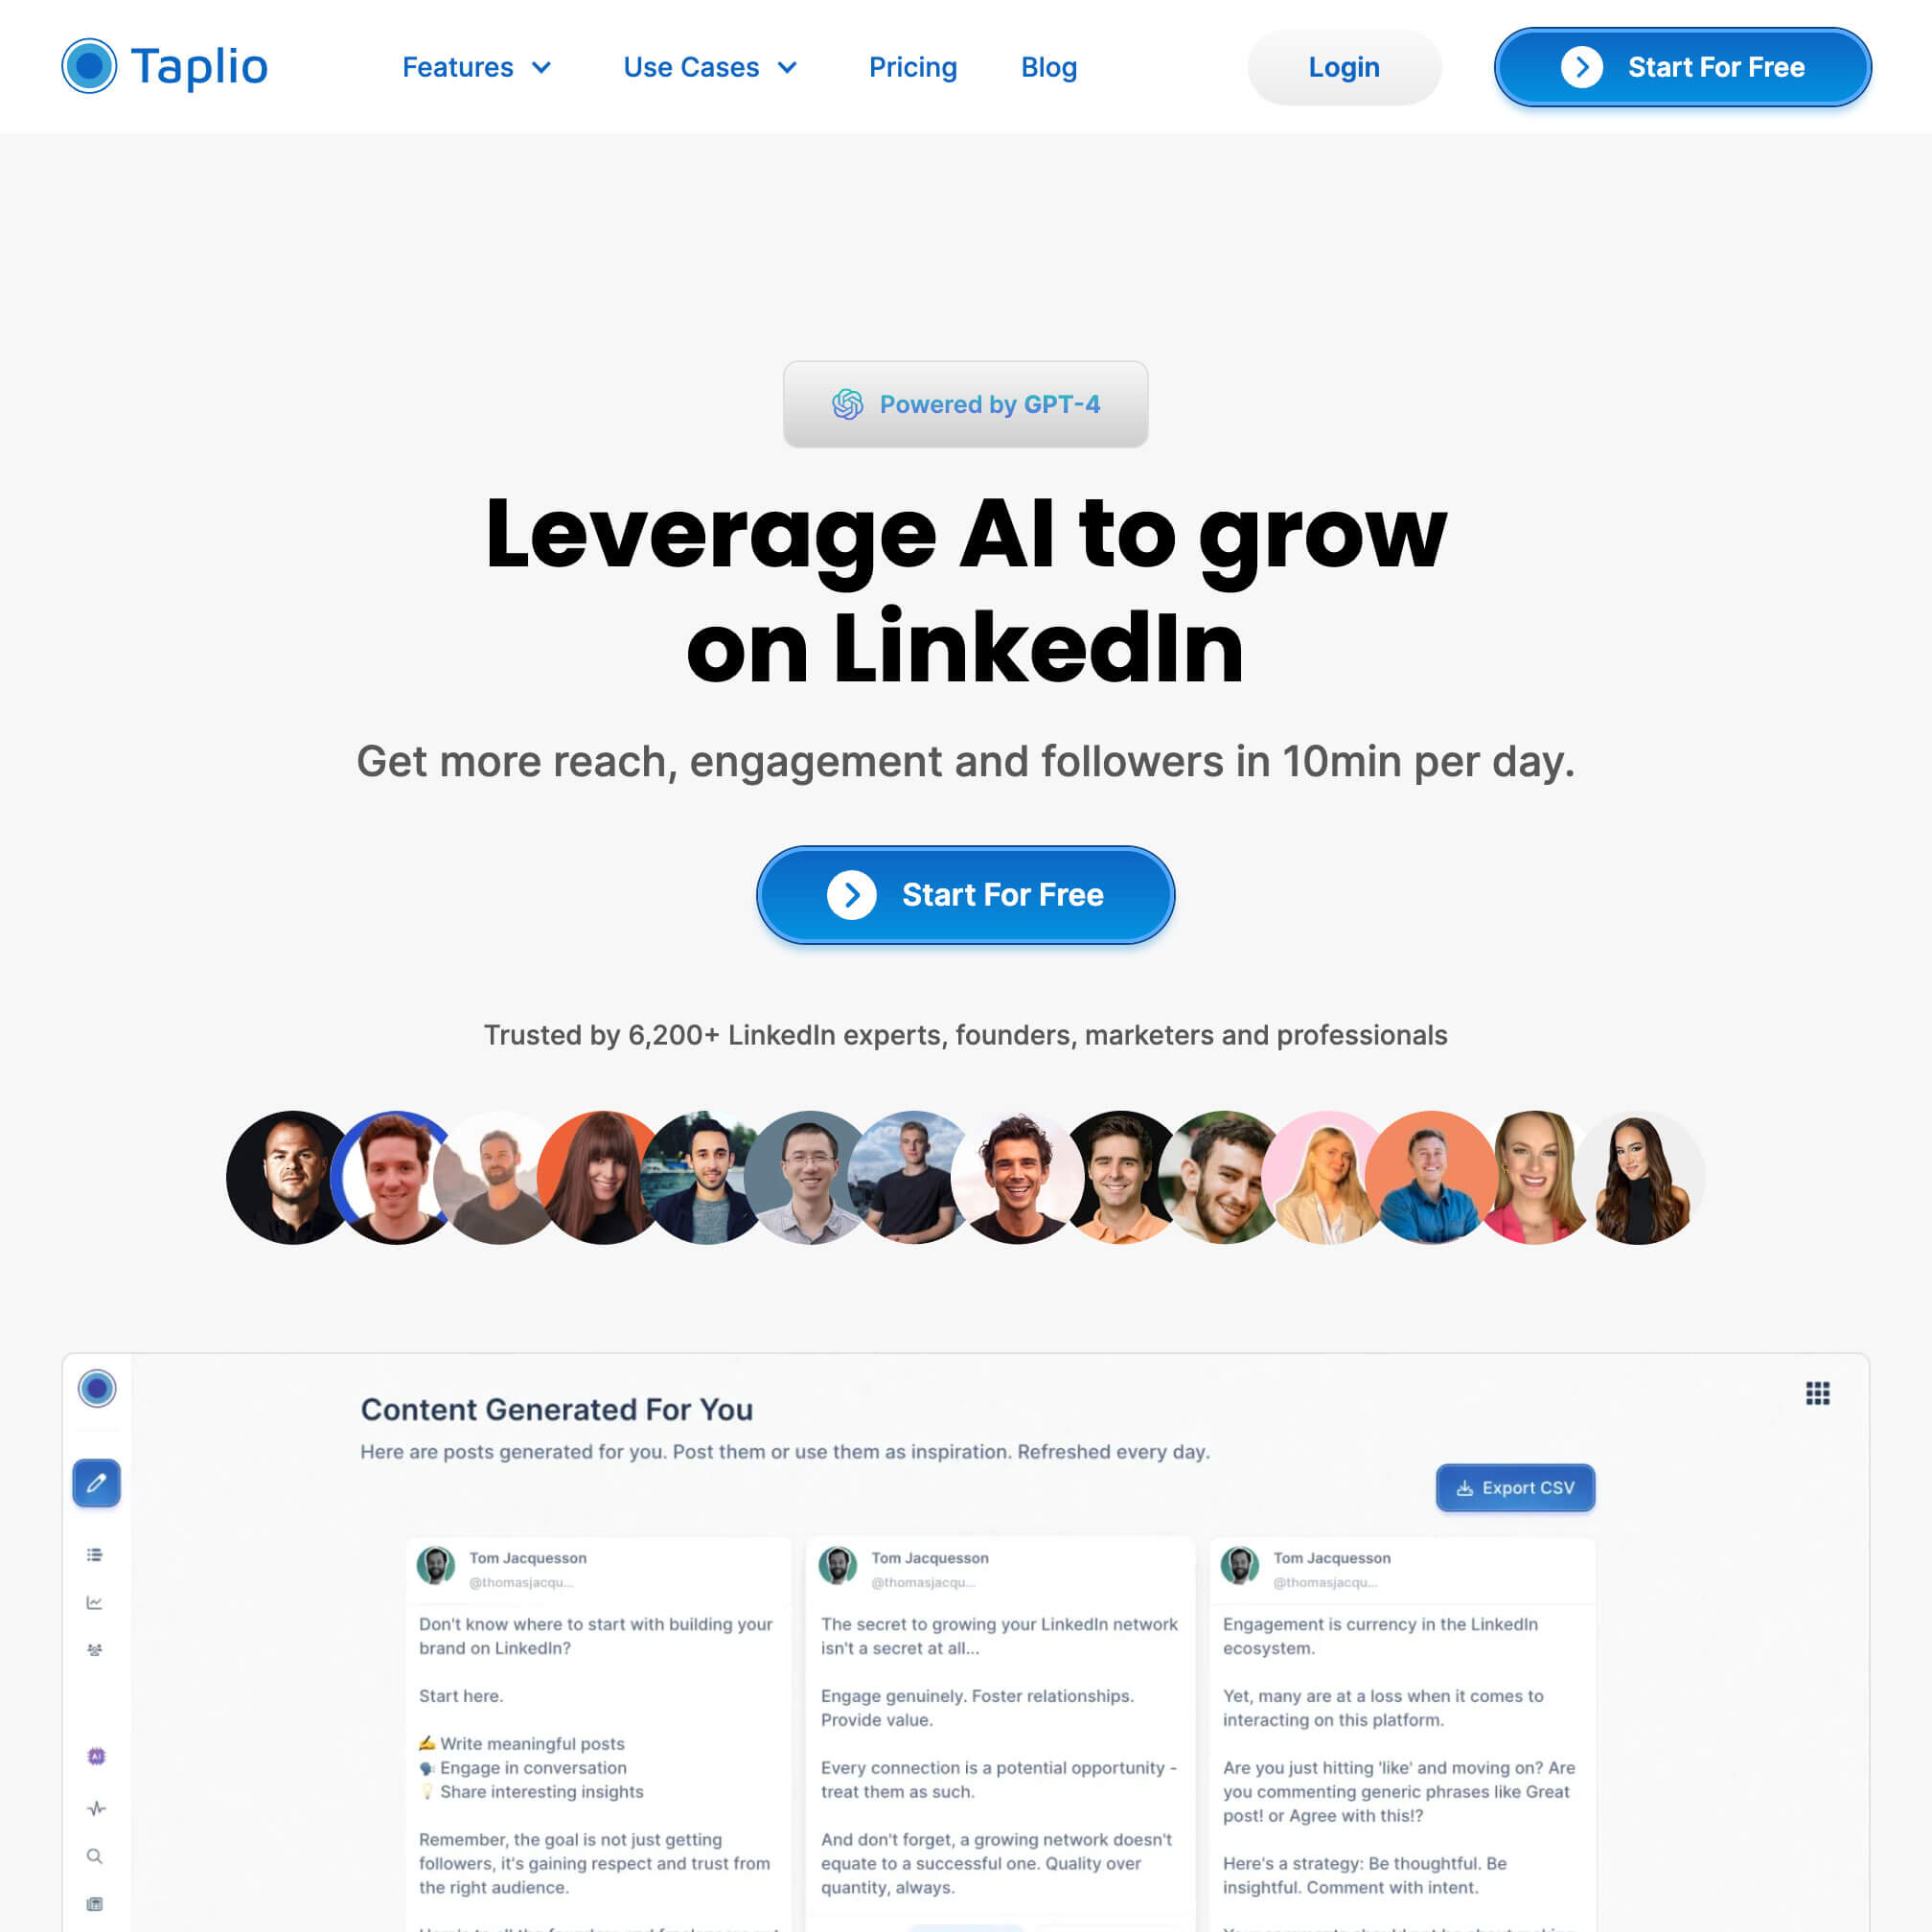 Taplio
Features
Use Cases
Pricing
Blog
Login
Start For Free
Powered by GPT-4
Leverage AI to grow
on LinkedIn
Get more reach, engagement and followers in 10min per day.
Start For Free
Trusted by 6,200+ LinkedIn experts, founders, marketers and professionals
Content Generated For You
Here are posts generated for you. Post them or use them as inspiration. Refreshed every day.
Export CSV
Tom Jacquesson
@thomasjacqu...
Don't know where to start with building your
brand on LinkedIn?
Start here.
✍️ Write meaningful posts
🗣️ Engage in conversation
💡 Share interesting insights
Remember, the goal is not just getting
followers, it's gaining respect and trust from
the right audience.
Tom Jacquesson
@thomasjacqu...
The secret to growing your LinkedIn network
isn't a secret at all...
Engage genuinely. Foster relationships.
Provide value.
Every connection is a potential opportunity -
treat them as such.
And don't forget, a growing network doesn't
equate to a successful one. Quality over
quantity, always.
Tom Jacquesson
@thomasjacqu...
Engagement is currency in the LinkedIn
ecosystem.
Yet, many are at a loss when it comes to
interacting on this platform.
Are you just hitting 'like' and moving on? Are
you commenting generic phrases like Great
post! or Agree with this!?
Here's a strategy: Be thoughtful. Be
insightful. Comment with intent.
AI